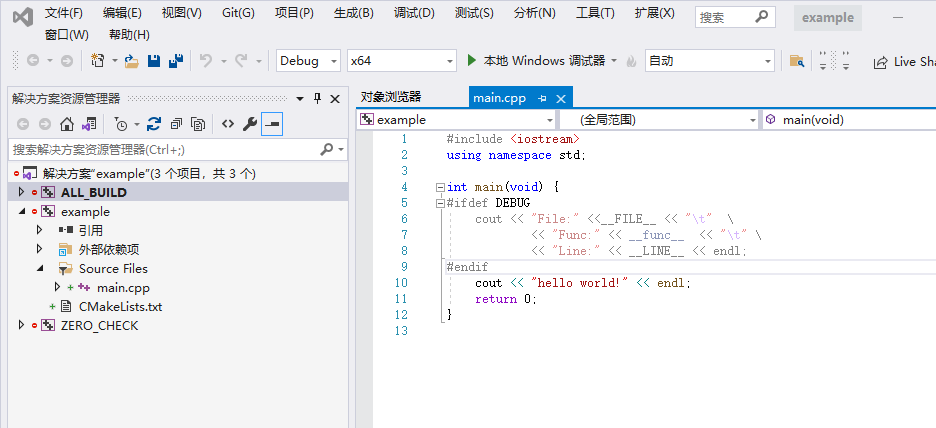 文件(F) 编辑(E) 视图(V) Git(G) 项目(P) 生成(B) 调试(D) 测试(S) 分析(N) 工具(T) 扩展(X) 搜索 example
窗口(W) 帮助(H)
Debug x64 本地 Windows 调试器 自动 Live Sha
解决方案资源管理器
搜索解决方案资源管理器(Ctrl+;)
解决方案"example"(3 个项目，共 3 个)
ALL_BUILD
example
引用
外部依赖项
Source Files
main.cpp
CMakeLists.txt
ZERO_CHECK
对象浏览器 main.cpp
example (全局范围) main(void)
1 #include <iostream>
2 using namespace std;
3
4 int main(void) {
5 #ifdef DEBUG
6 cout << "File:" <<__FILE__ << "\t" \
7 << "Func:" << __func__ << "\t" \
8 << "Line:" << __LINE__ << endl;
9 #endif
10 cout << "hello world!" << endl;
11 return 0;
12 }
13